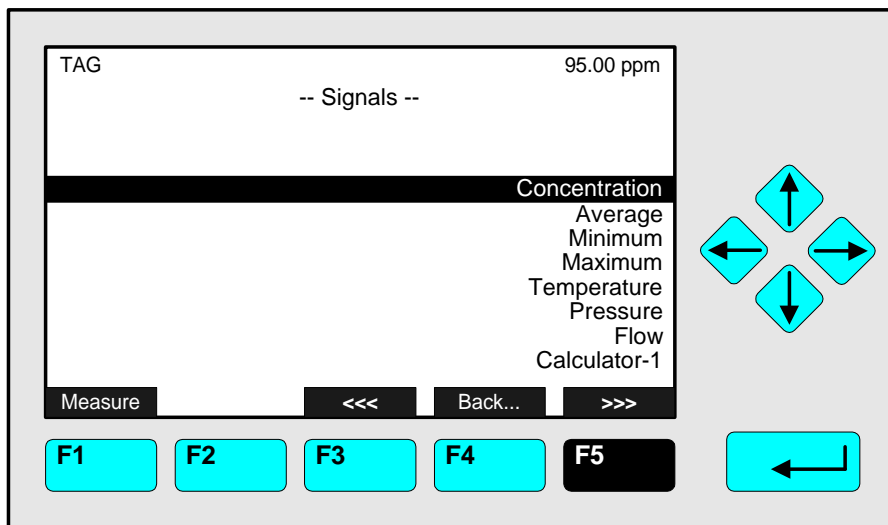 TAG 95.00 ppm
-- Signals --
Concentration
Average
Minimum
Maximum
Temperature
Pressure
Flow
Calculator-1
Measure <<< Back... >>>
F1 F2 F3 F4 F5